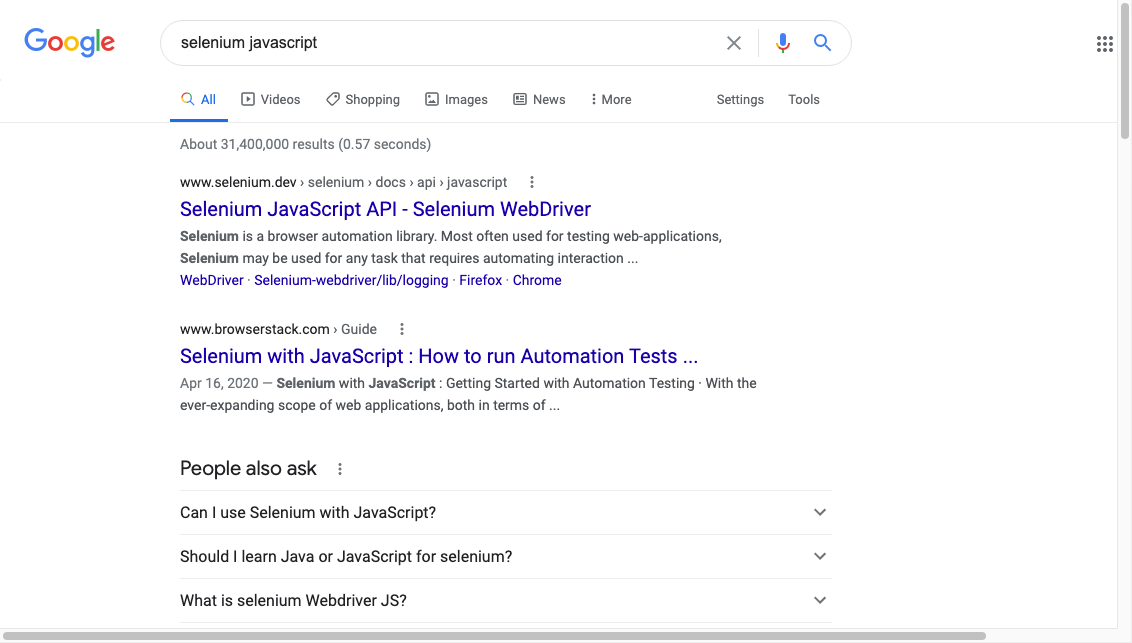 Google
selenium javascript
All Videos Shopping Images News More Settings Tools
About 31,400,000 results (0.57 seconds)
www.selenium.dev › selenium › docs › api › javascript
Selenium JavaScript API - Selenium WebDriver
Selenium is a browser automation library. Most often used for testing web-applications,
Selenium may be used for any task that requires automating interaction ...
WebDriver · Selenium-webdriver/lib/logging · Firefox · Chrome
www.browserstack.com › Guide
Selenium with JavaScript : How to run Automation Tests ...
Apr 16, 2020 — Selenium with JavaScript : Getting Started with Automation Testing · With the
ever-expanding scope of web applications, both in terms of ...
People also ask
Can I use Selenium with JavaScript?
Should I learn Java or JavaScript for selenium?
What is selenium Webdriver JS?